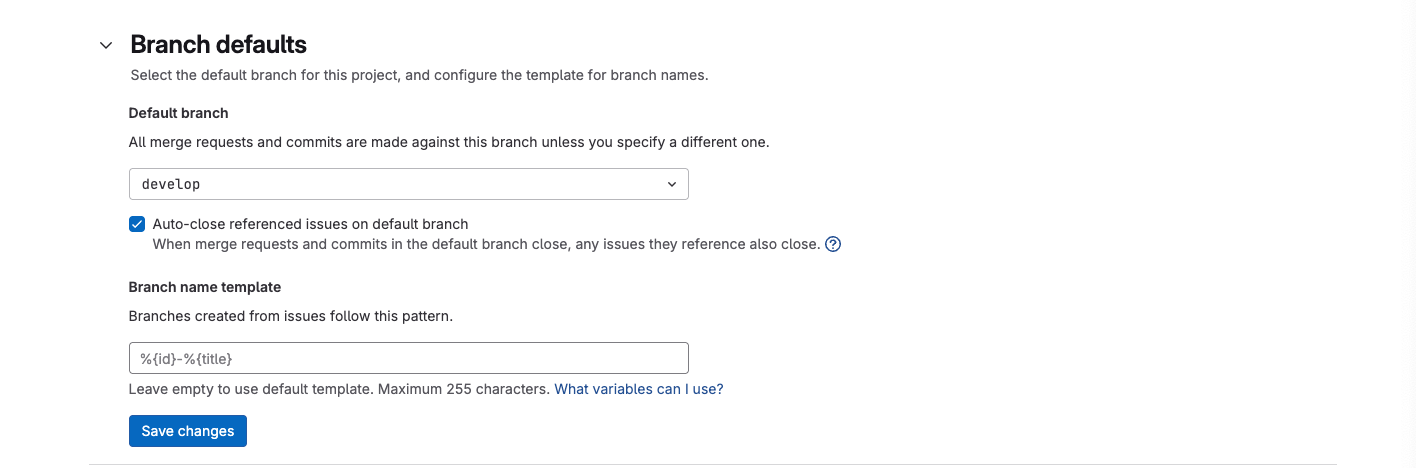 Branch defaults
Select the default branch for this project, and configure the template for branch names.
Default branch
All merge requests and commits are made against this branch unless you specify a different one.
develop
Auto-close referenced issues on default branch
When merge requests and commits in the default branch close, any issues they reference also close.
Branch name template
Branches created from issues follow this pattern.
%{id}-%{title}
Leave empty to use default template. Maximum 255 characters. What variables can I use?
Save changes